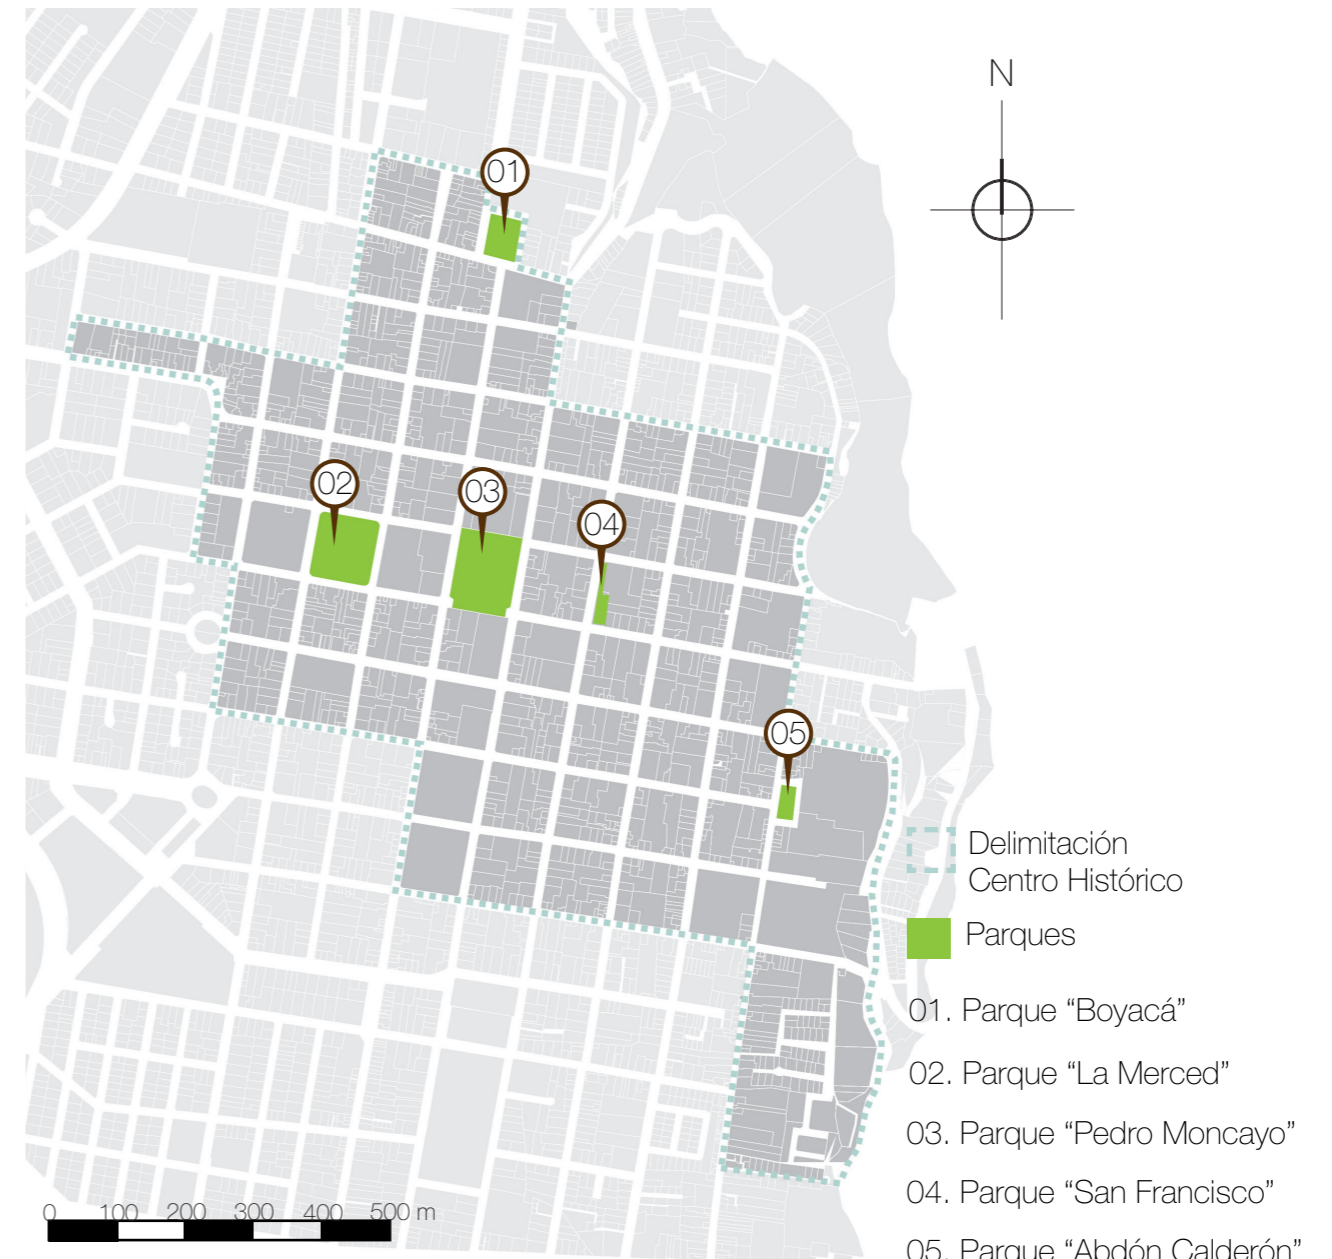 N
01
02
03
04
05
Delimitación
Centro Histórico
Parques
01. Parque “Boyacá”
02. Parque “La Merced”
03. Parque “Pedro Moncayo”
04. Parque “San Francisco”
05. Parque “Abdón Calderón”
0 100 200 300 400 500 m